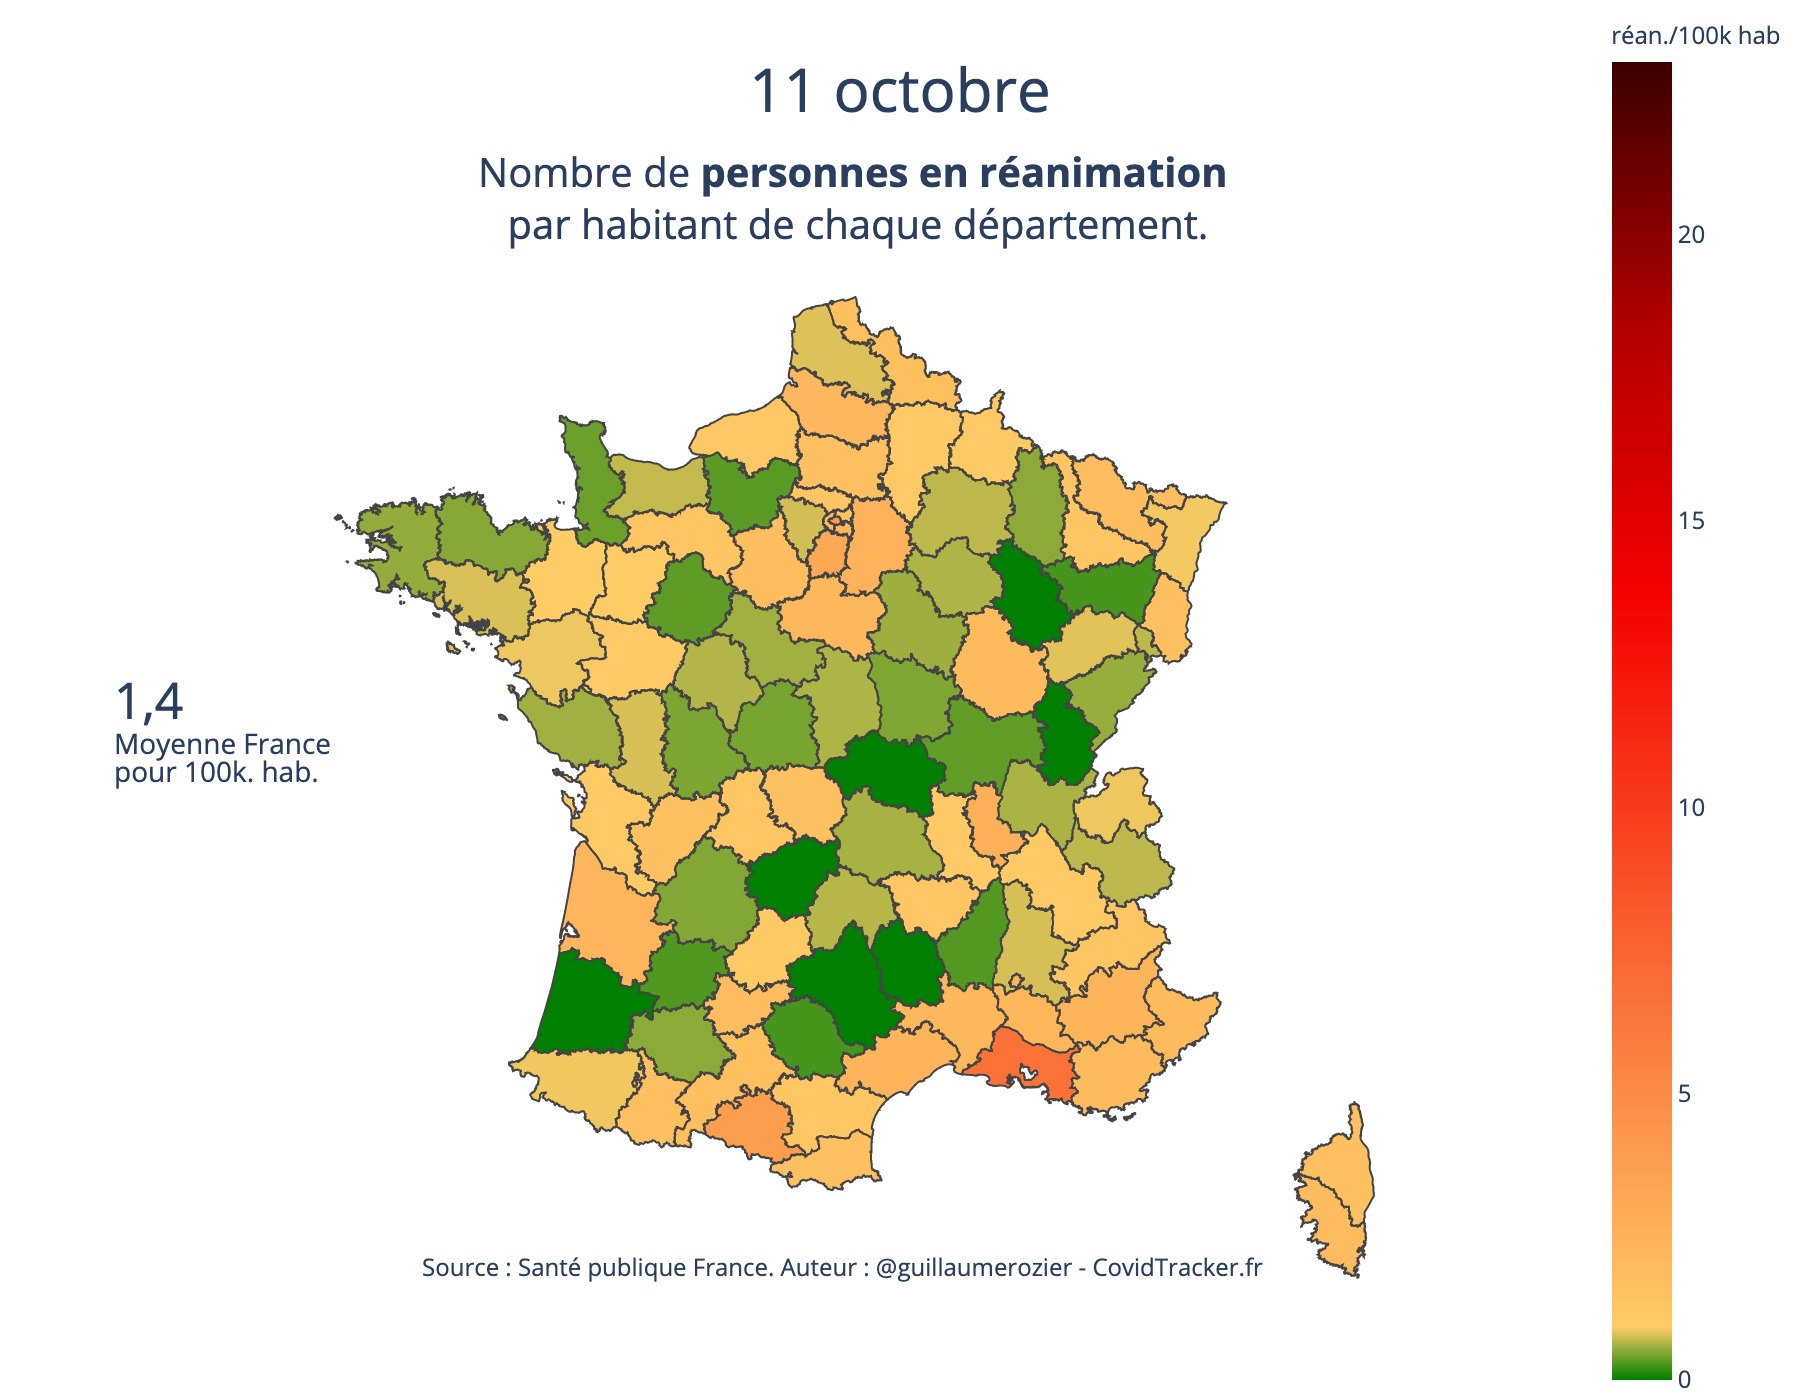 réan./100k hab
11 octobre
Nombre de personnes en réanimation
par habitant de chaque département.
20
15
1,4
Moyenne France
pour 100k. hab.
10
5
Source : Santé publique France. Auteur : @guillaumerozier - CovidTracker.fr
0